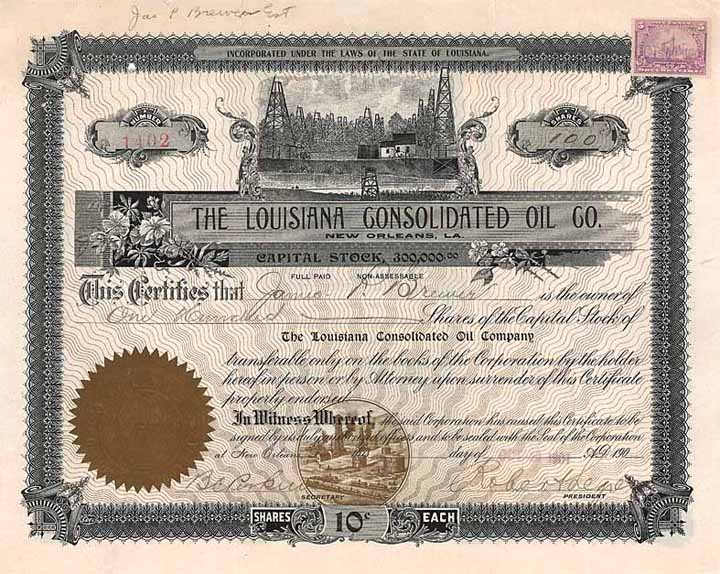 Jas P Brewer Est
INCORPORATED UNDER THE LAWS OF THE STATE OF LOUISIANA.
NUMBER
1402
SHARES
100
THE LOUISIANA CONSOLIDATED OIL CO.
NEW ORLEANS, LA.
CAPITAL STOCK, 300,000.00
FULL PAID NON-ASSESSABLE
This Certifies that James P. Brewer is the owner of
One Hundred Shares of the Capital Stock of
The Louisiana Consolidated Oil Company
transferable only on the books of the Corporation by the holder
hereof in person or by Attorney upon surrender of this Certificate
properly endorsed.
In Witness Whereof, the said Corporation has caused this Certificate to be
signed by its duly authorized officers and to be sealed with the Seal of the Corporation
at New Orleans this day of 1901 A.D. 190
SECRETARY PRESIDENT
SHARES 10¢ EACH